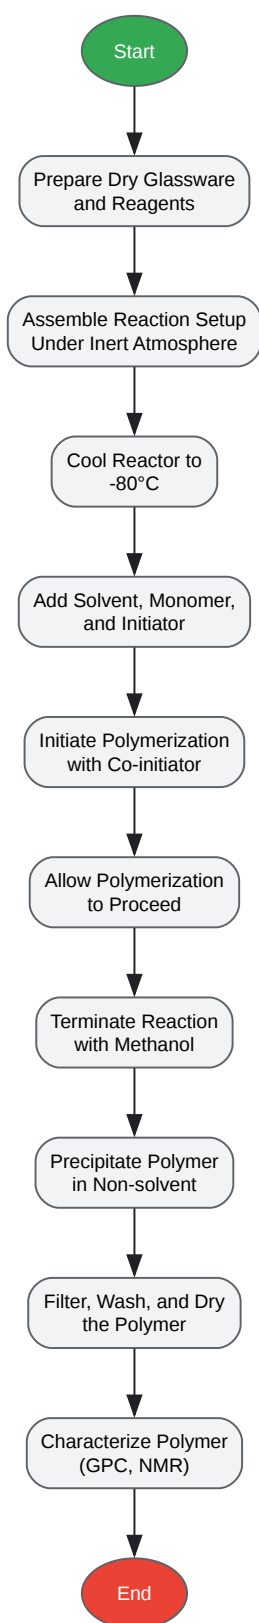 Start
Prepare Dry Glassware
and Reagents
Assemble Reaction Setup
Under Inert Atmosphere
Cool Reactor to
-80°C
Add Solvent, Monomer,
and Initiator
Initiate Polymerization
with Co-initiator
Allow Polymerization
to Proceed
Terminate Reaction
with Methanol
Precipitate Polymer
in Non-solvent
Filter, Wash, and Dry
the Polymer
Characterize Polymer
(GPC, NMR)
End